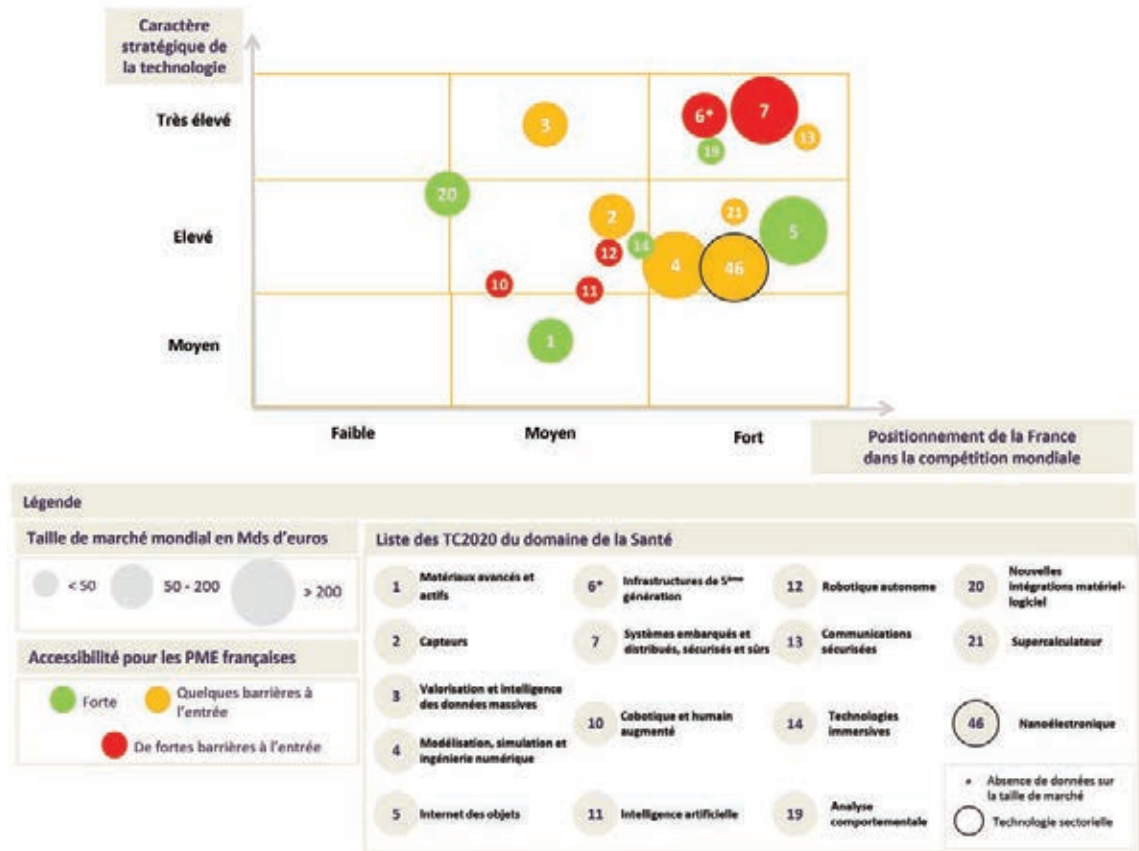 Caractère
stratégique de
la technologie
Très élevé
Elevé
Moyen
3
6*
7
13
19
20
2
21
5
12
14
4
46
10
11
1
Faible
Moyen
Fort
Positionnement de la France
dans la compétition mondiale
Légende
Taille de marché mondial en Mds d'euros
< 50
50 - 200
> 200
Accessibilité pour les PME françaises
Forte
Quelques barrières à
l'entrée
De fortes barrières à l'entrée
Liste des TC2020 du domaine de la Santé
1
Matériaux avancés et
actifs
2
Capteurs
3
Valorisation et intelligence
des données massives
4
Modélisation, simulation et
ingénierie numérique
5
Internet des objets
6*
Infrastructures de 5ème
génération
7
Systèmes embarqués et
distribués, sécurisés et sûrs
10
Cobotique et humain
augmenté
11
Intelligence artificielle
12
Robotique autonome
13
Communications
sécurisées
14
Technologies
immersives
19
Analyse
comportementale
20
Nouvelles
intégrations matériel-
logiciel
21
Supercalculateur
46
Nanoélectronique
* Absence de données sur
la taille de marché
Technologie sectorielle